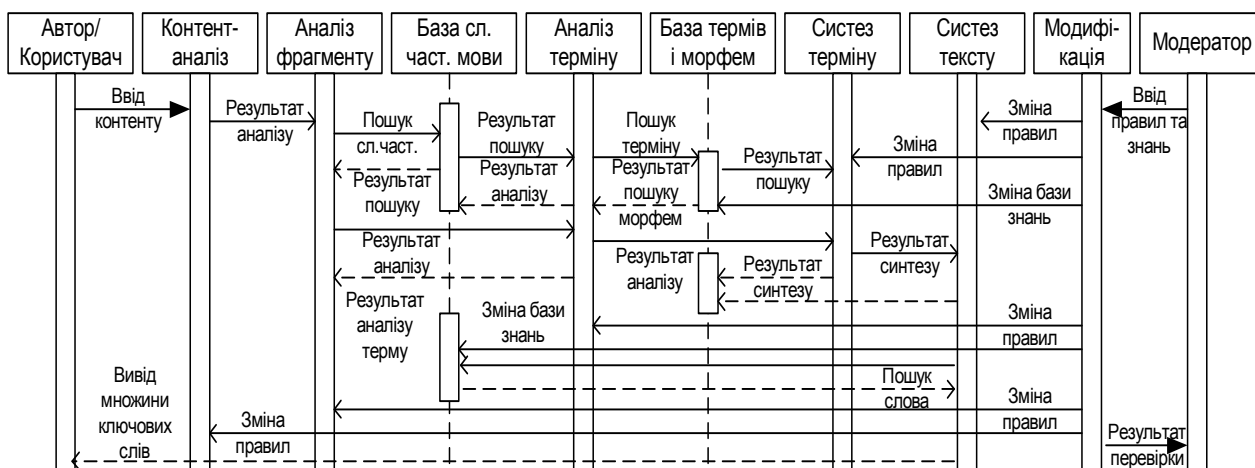 Автор/
Користувач
Контент-
аналіз
Аналіз
фрагменту
База сл.
част. мови
Аналіз
терміну
База термів
і морфем
Систез
терміну
Систез
тексту
Модифі-
кація
Модератор
Ввід
контенту
Результат
аналізу
Пошук
сл.част.
Результат
пошуку
Пошук
терміну
Результат
пошуку
Зміна
правил
Зміна
правил
Ввід
правил та
знань
Результат
пошуку
Результат
аналізу
Результат
пошуку
морфем
Зміна бази
знань
Результат
аналізу
Результат
аналізу
Результат
синтезу
Результат
синтезу
Результат
аналізу
терму
Зміна бази
знань
Зміна
правил
Вивід
множини
ключових
слів
Пошук
слова
Зміна
правил
Зміна
правил
Результат
перевірки